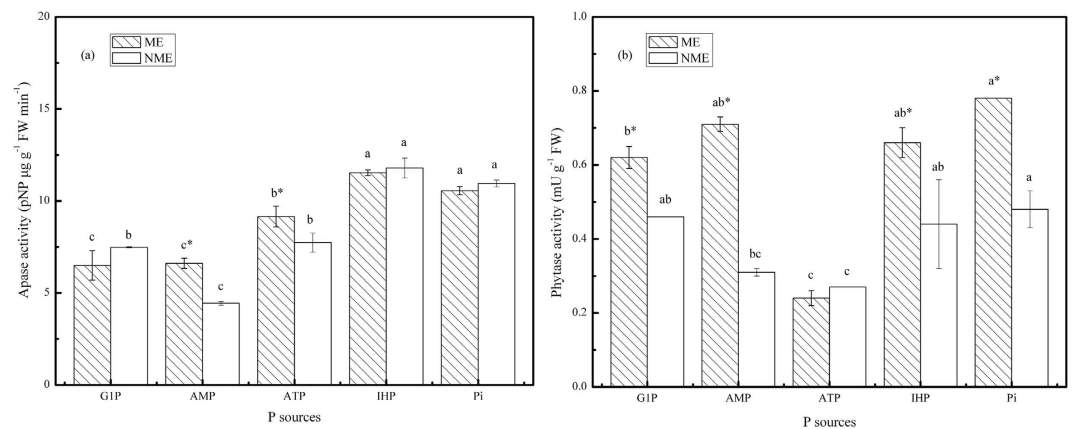 (a)
ME
NME
Apase activity (pNP μg g-1 FW min-1)
20
15
10
5
0
c
b
c*
c
b*
b
a
a
a
a
G1P
AMP
ATP
IHP
Pi
P sources
(b)
ME
NME
Phytase activity (mU g-1 FW)
1.0
0.8
0.6
0.4
0.2
0.0
b*
ab
ab*
bc
c
c
ab*
ab
a*
a
G1P
AMP
ATP
IHP
Pi
P sources